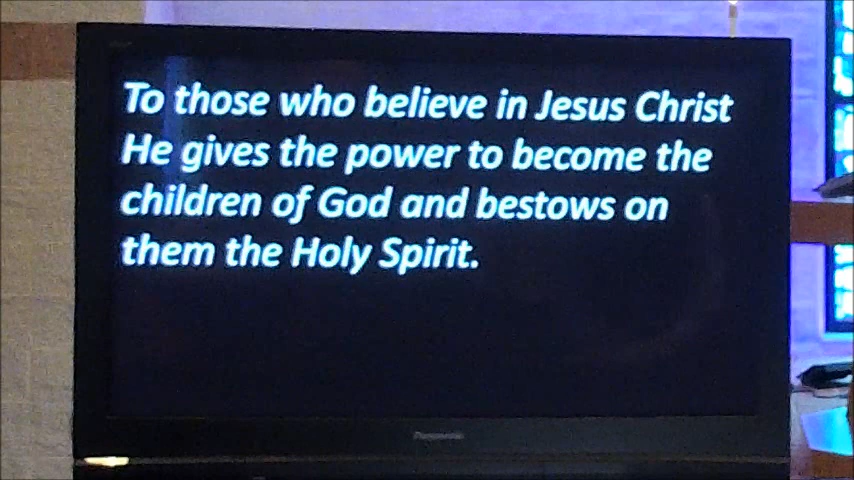 To those who believe in Jesus Christ
He gives the power to become the
children of God and bestows on
them the Holy Spirit.
Panasonic